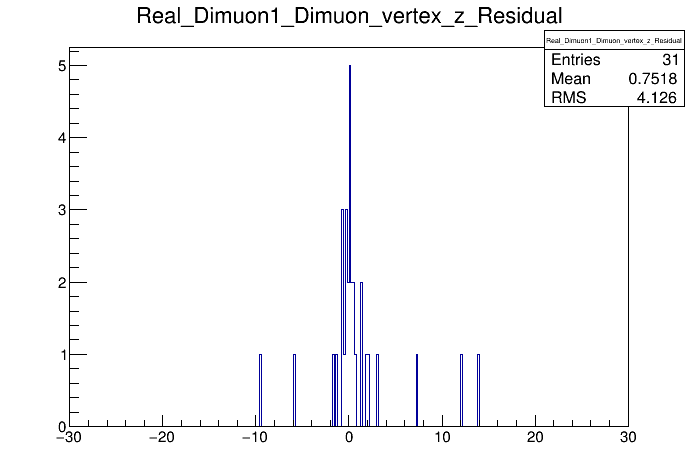 Real_Dimuon1_Dimuon_vertex_z_Residual
Real_Dimuon1_Dimuon_vertex_z_Residual
Entries 31
Mean 0.7518
RMS 4.126
5
4
3
2
1
0
−30 −20 −10 0 10 20 30